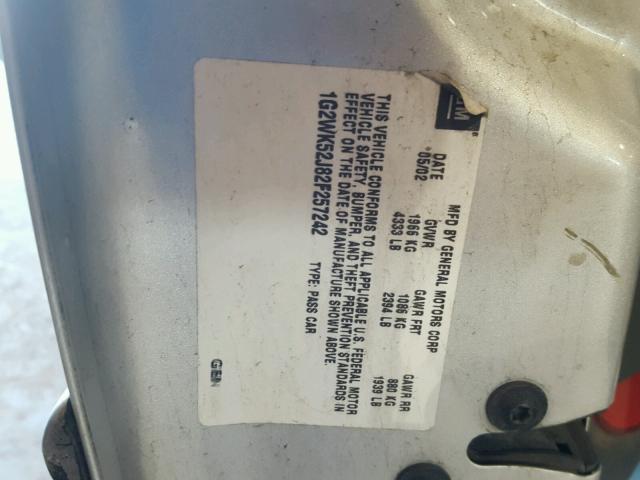 GM
MFD BY GENERAL MOTORS CORP
DATE GVWR GAWR FRT GAWR RR
05/02 1966 KG 1086 KG 880 KG
4333 LB 2394 LB 1939 LB
THIS VEHICLE CONFORMS TO ALL APPLICABLE U.S. FEDERAL MOTOR
VEHICLE SAFETY, BUMPER, AND THEFT PREVENTION STANDARDS IN
EFFECT ON THE DATE OF MANUFACTURE SHOWN ABOVE.
1G2WK52J82F257242 TYPE: PASS CAR